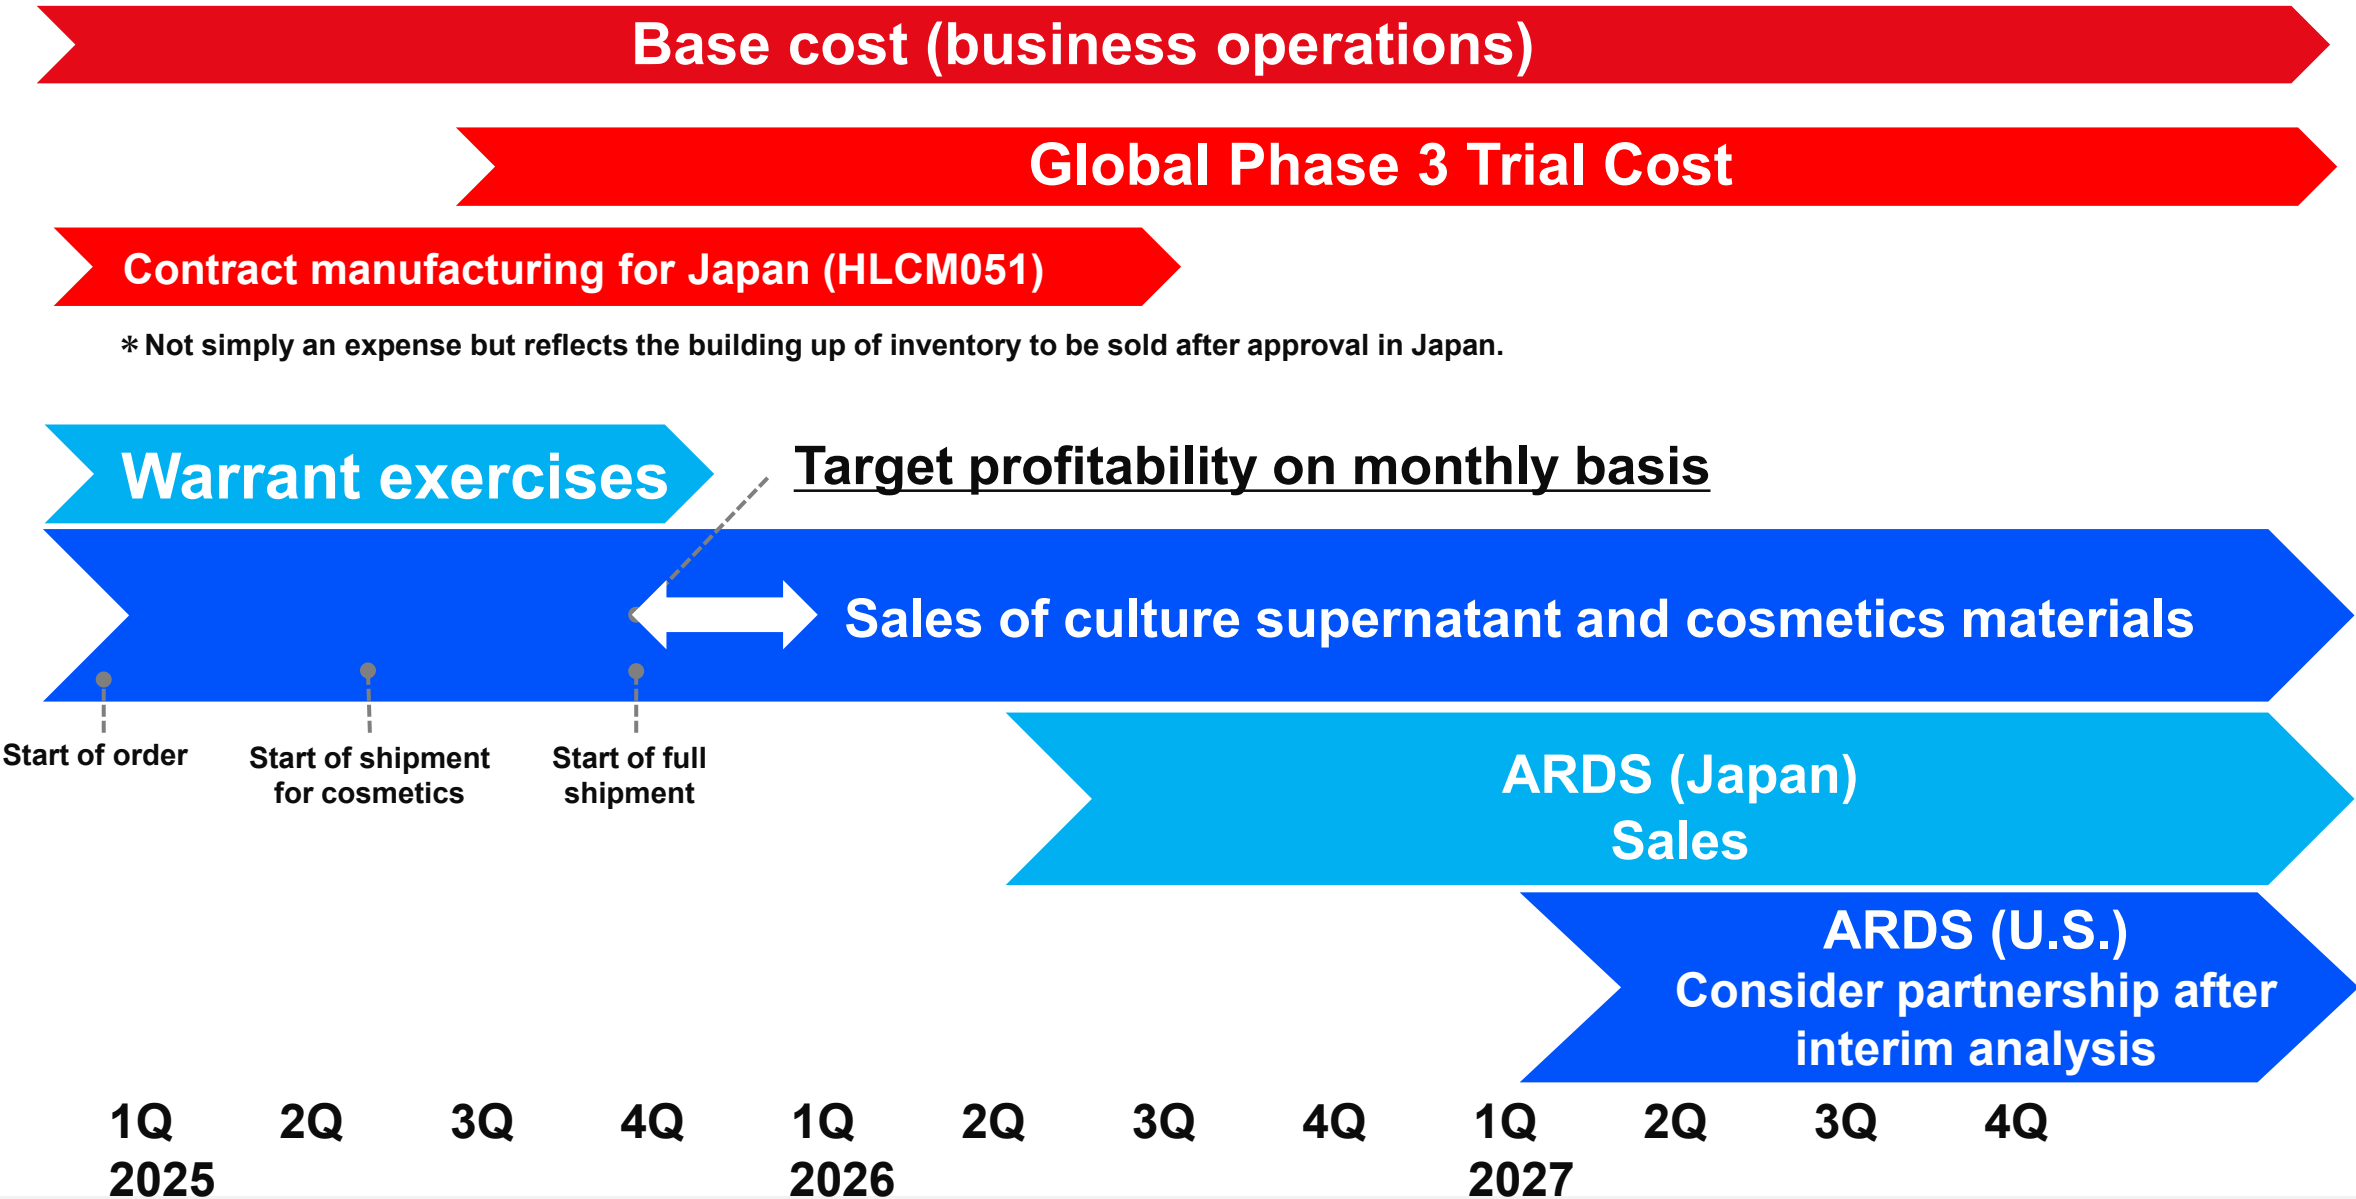 Base cost (business operations)
Global Phase 3 Trial Cost
Contract manufacturing for Japan (HLCM051)
*Not simply an expense but reflects the building up of inventory to be sold after approval in Japan.
Warrant exercises
Target profitability on monthly basis
Sales of culture supernatant and cosmetics materials
Start of order
Start of shipment
for cosmetics
Start of full
shipment
ARDS (Japan)
Sales
ARDS (U.S.)
Consider partnership after
interim analysis
1Q 2Q 3Q 4Q 1Q 2Q 3Q 4Q 1Q 2Q 3Q 4Q
2025 2026 2027